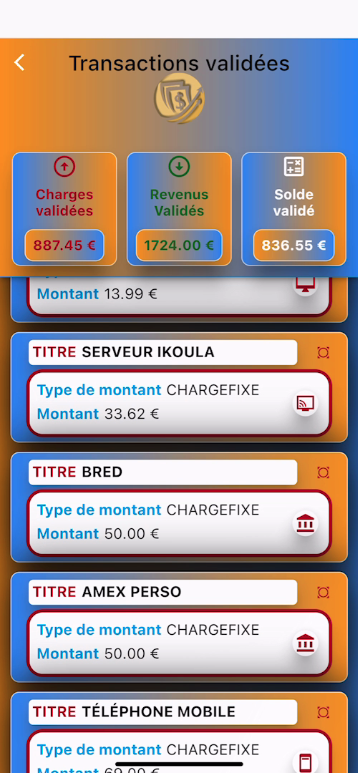 Transactions validées
Charges validées
887.45 €
Revenus Validés
1724.00 €
Solde validé
836.55 €
Montant 13.99 €
TITRE SERVEUR IKOULA
Type de montant CHARGEFIXE
Montant 33.62 €
TITRE BRED
Type de montant CHARGEFIXE
Montant 50.00 €
TITRE AMEX PERSO
Type de montant CHARGEFIXE
Montant 50.00 €
TITRE TÉLÉPHONE MOBILE
Type de montant CHARGEFIXE
Montant 69.00 €